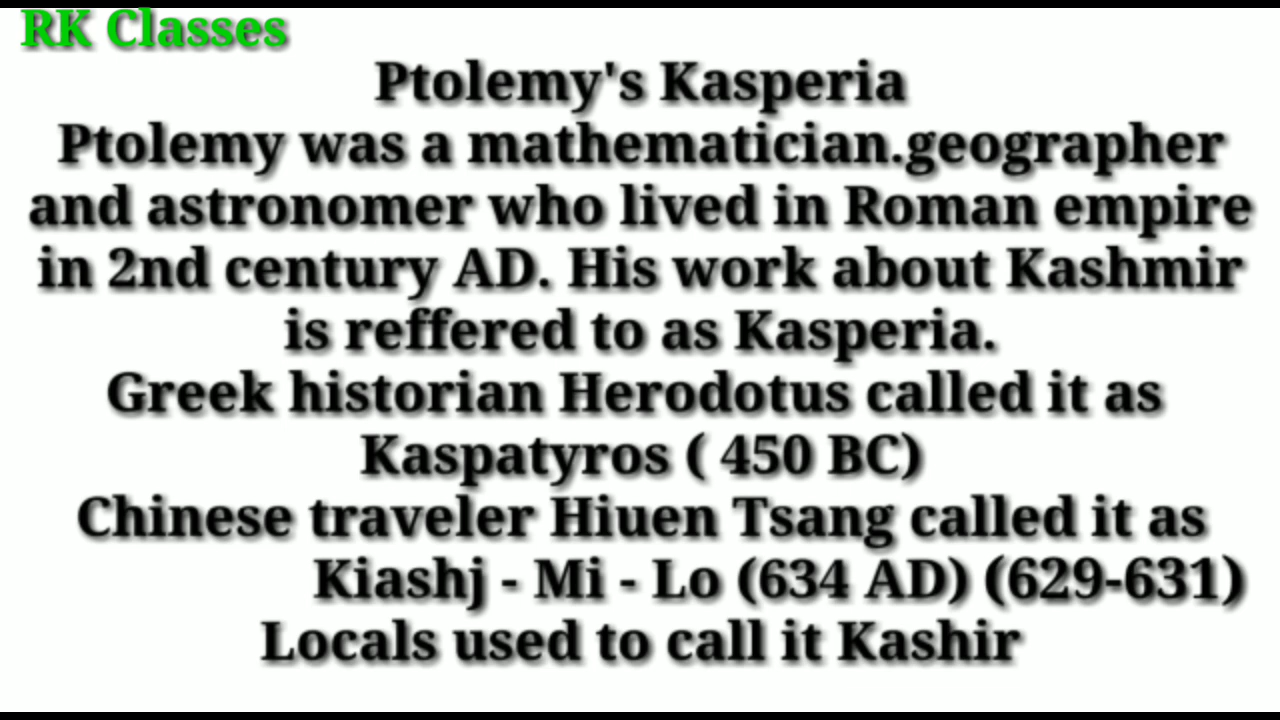 RK Classes
Ptolemy's Kasperia
Ptolemy was a mathematician.geographer
and astronomer who lived in Roman empire
in 2nd century AD. His work about Kashmir
is reffered to as Kasperia.
Greek historian Herodotus called it as
Kaspatyros ( 450 BC)
Chinese traveler Hiuen Tsang called it as
Kiashj - Mi - Lo (634 AD) (629-631)
Locals used to call it Kashir